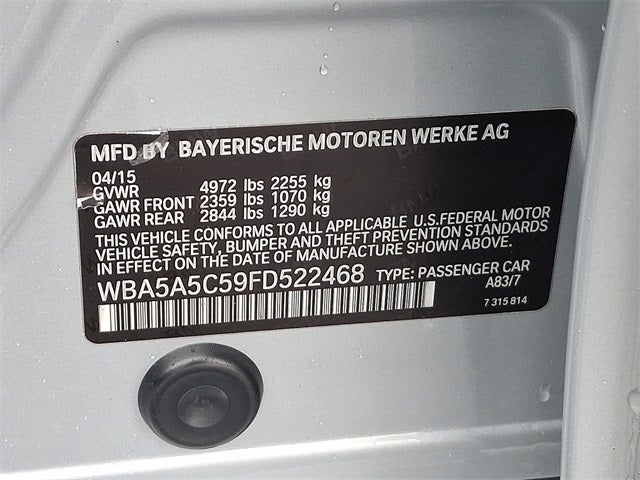 MFD BY BAYERISCHE MOTOREN WERKE AG
04/15
GVWR 4972 lbs 2255 kg
GAWR FRONT 2359 lbs 1070 kg
GAWR REAR 2844 lbs 1290 kg
THIS VEHICLE CONFORMS TO ALL APPLICABLE U.S.FEDERAL MOTOR
VEHICLE SAFETY, BUMPER AND THEFT PREVENTION STANDARDS
IN EFFECT ON THE DATE OF MANUFACTURE SHOWN ABOVE.
WBA5A5C59FD522468 TYPE: PASSENGER CAR
A83/7
7 315 814